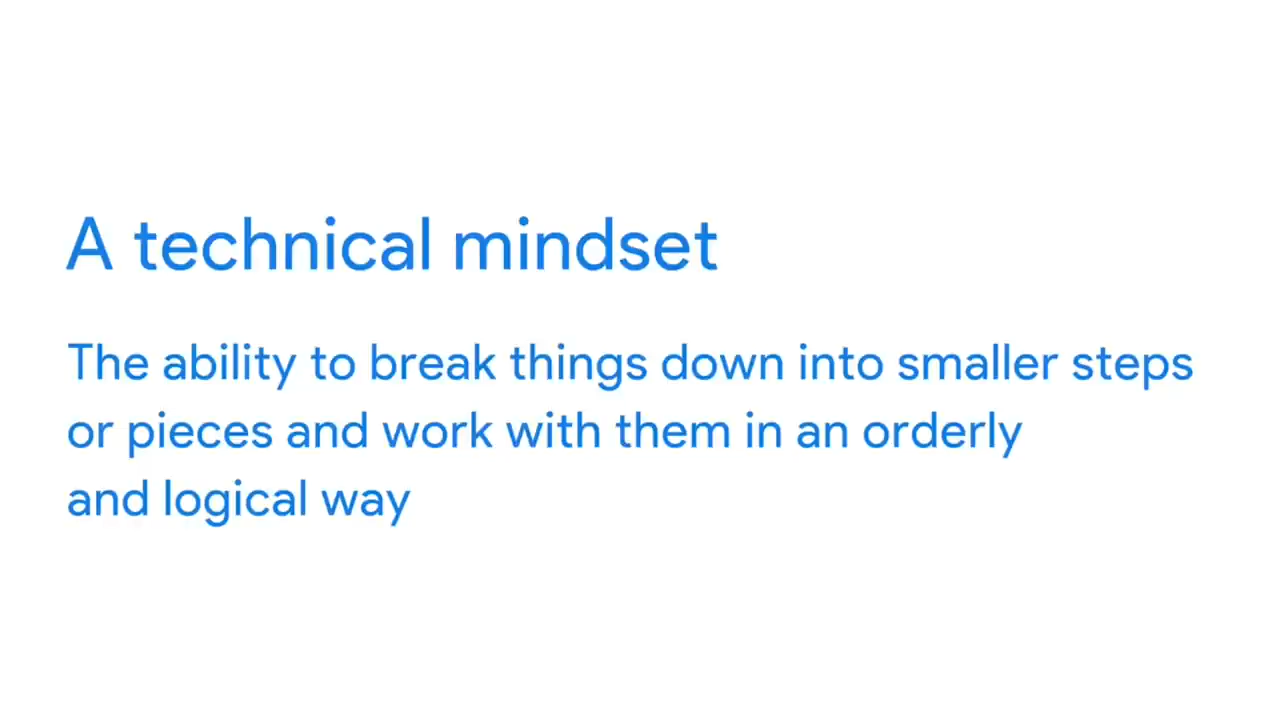 A technical mindset
The ability to break things down into smaller steps
or pieces and work with them in an orderly
and logical way